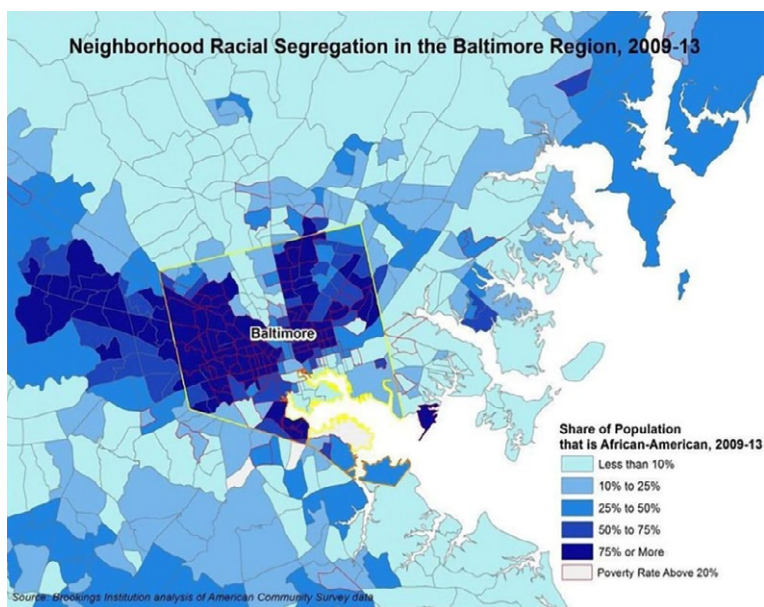 Neighborhood Racial Segregation in the Baltimore Region, 2009-13
Baltimore
Share of Population
that is African-American, 2009-13
Less than 10%
10% to 25%
25% to 50%
50% to 75%
75% or More
Poverty Rate Above 20%
Source: Brookings Institution analysis of American Community Survey data